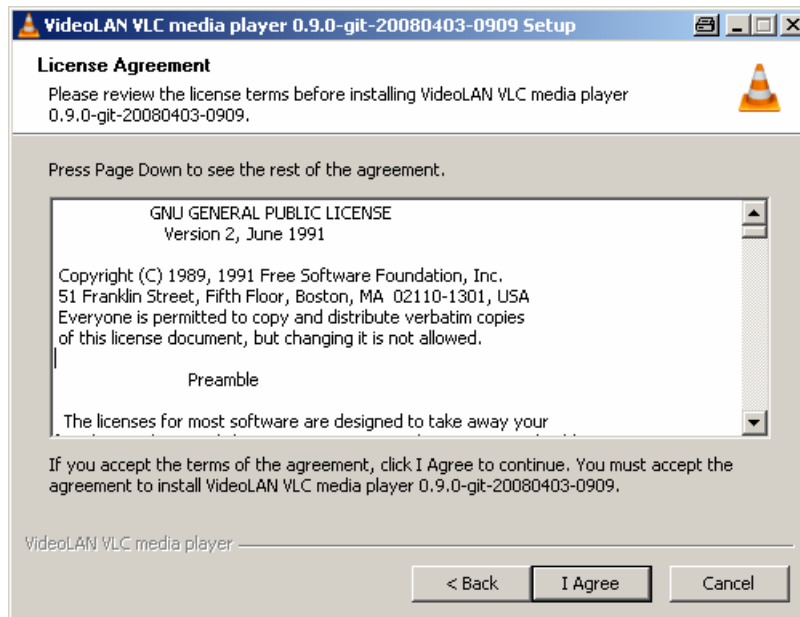 VideoLAN VLC media player 0.9.0-git-20080403-0909 Setup
License Agreement
Please review the license terms before installing VideoLAN VLC media player
0.9.0-git-20080403-0909.
Press Page Down to see the rest of the agreement.
GNU GENERAL PUBLIC LICENSE
Version 2, June 1991
Copyright (C) 1989, 1991 Free Software Foundation, Inc.
51 Franklin Street, Fifth Floor, Boston, MA 02110-1301, USA
Everyone is permitted to copy and distribute verbatim copies
of this license document, but changing it is not allowed.
Preamble
The licenses for most software are designed to take away your
If you accept the terms of the agreement, click I Agree to continue. You must accept the
agreement to install VideoLAN VLC media player 0.9.0-git-20080403-0909.
VideoLAN VLC media player
< Back
I Agree
Cancel